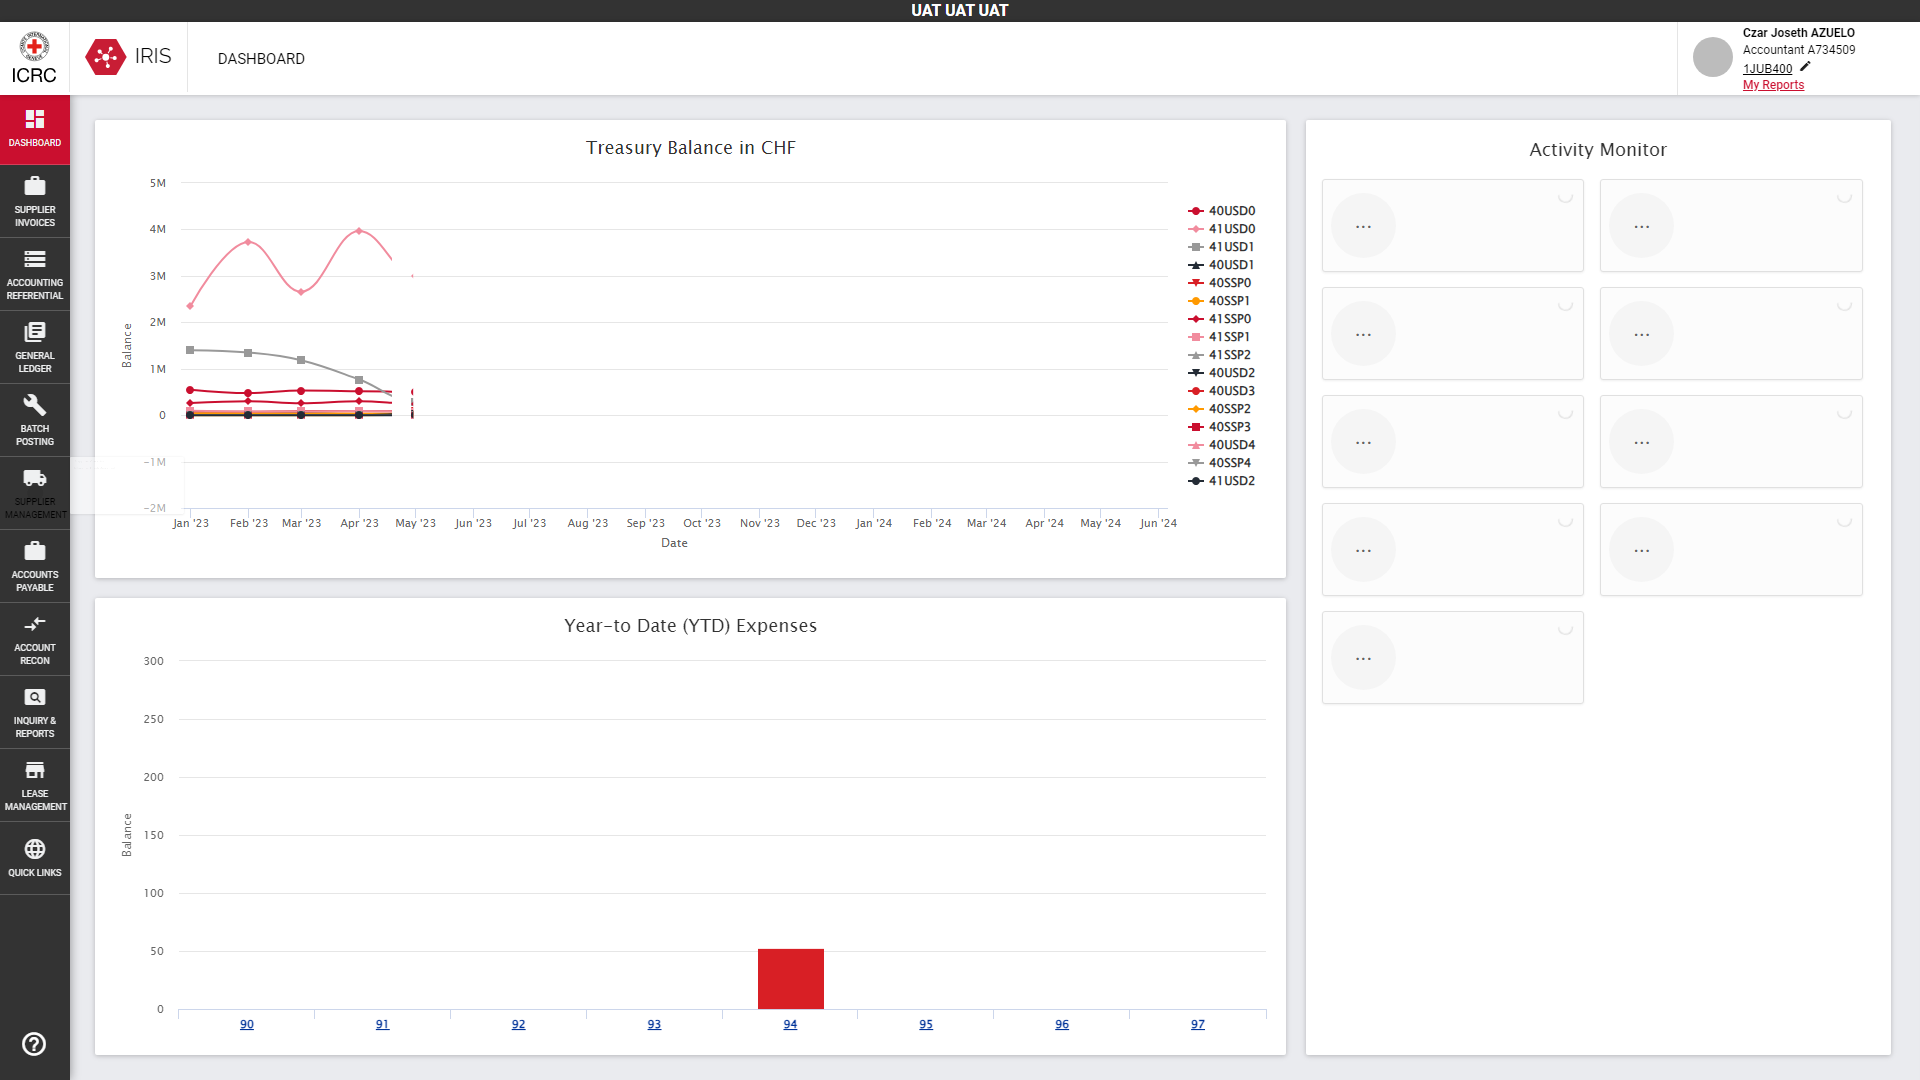 UAT UAT UAT
ICRC
IRIS
DASHBOARD
Czar Joseth AZUELO
Accountant A734509
1JUB400
My Reports
DASHBOARD
SUPPLIER
INVOICES
ACCOUNTING
REFERENTIAL
GENERAL
LEDGER
BATCH
POSTING
SUPPLIER
MANAGEMENT
ACCOUNTS
PAYABLE
ACCOUNT
RECON
INQUIRY &
REPORTS
LEASE
MANAGEMENT
QUICK LINKS
Treasury Balance in CHF
Balance
5M
4M
3M
2M
1M
0
-1M
-2M
Jan '23
Feb '23
Mar '23
Apr '23
May '23
Jun '23
Jul '23
Aug '23
Sep '23
Oct '23
Nov '23
Dec '23
Jan '24
Feb '24
Mar '24
Apr '24
May '24
Jun '24
Date
40USD0
41USD0
41USD1
40USD1
40SSP0
40SSP1
41SSP0
41SSP1
41SSP2
40USD2
40USD3
40SSP2
40SSP3
40USD4
40SSP4
41USD2
Year-to Date (YTD) Expenses
Balance
300
250
200
150
100
50
0
90
91
92
93
94
95
96
97
Activity Monitor
...
...
...
...
...
...
...
...
...